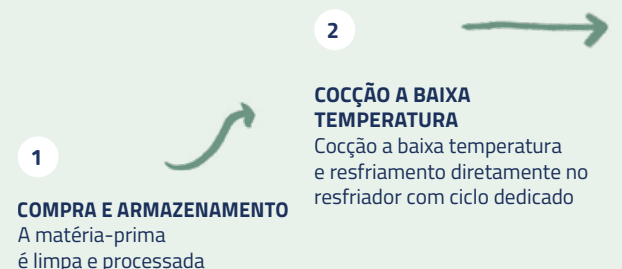 1
COMPRA E ARMAZENAMENTO
A matéria-prima
é limpa e processada
2
COCÇÃO A BAIXA
TEMPERATURA
Cocção a baixa temperatura
e resfriamento diretamente no
resfriador com ciclo dedicado